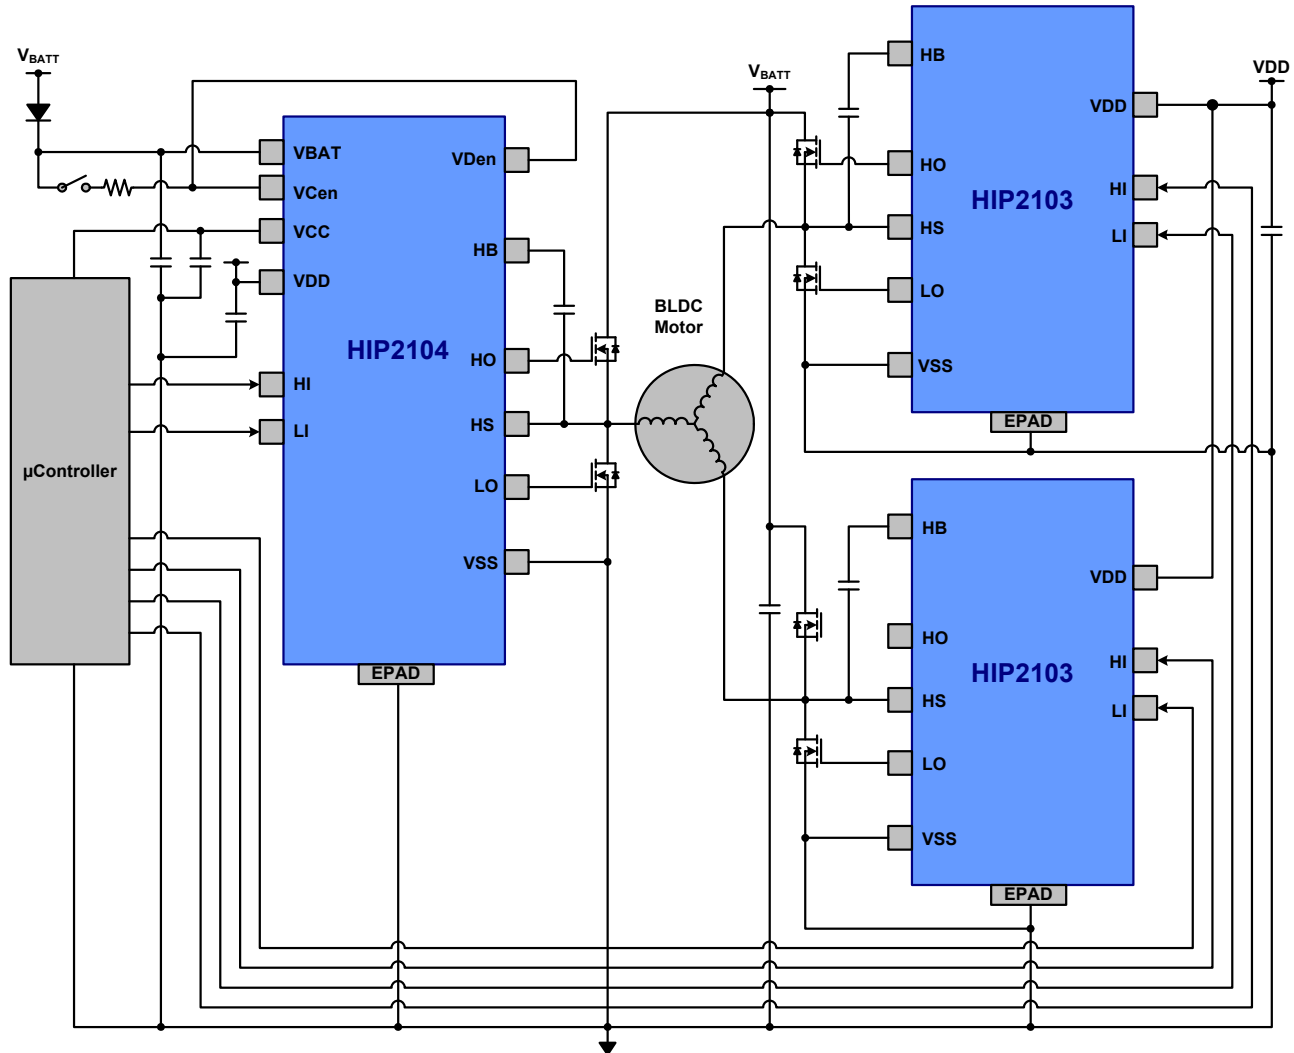 V_BATT
VBAT
VCen
VCC
VDD
HI
LI
VDen
HB
HO
HS
LO
VSS
HIP2104
EPAD
µController
BLDC
Motor
V_BATT
HB
HO
HS
LO
VSS
VDD
HI
LI
HIP2103
EPAD
VDD
HB
HO
HS
LO
VSS
VDD
HI
LI
HIP2103
EPAD